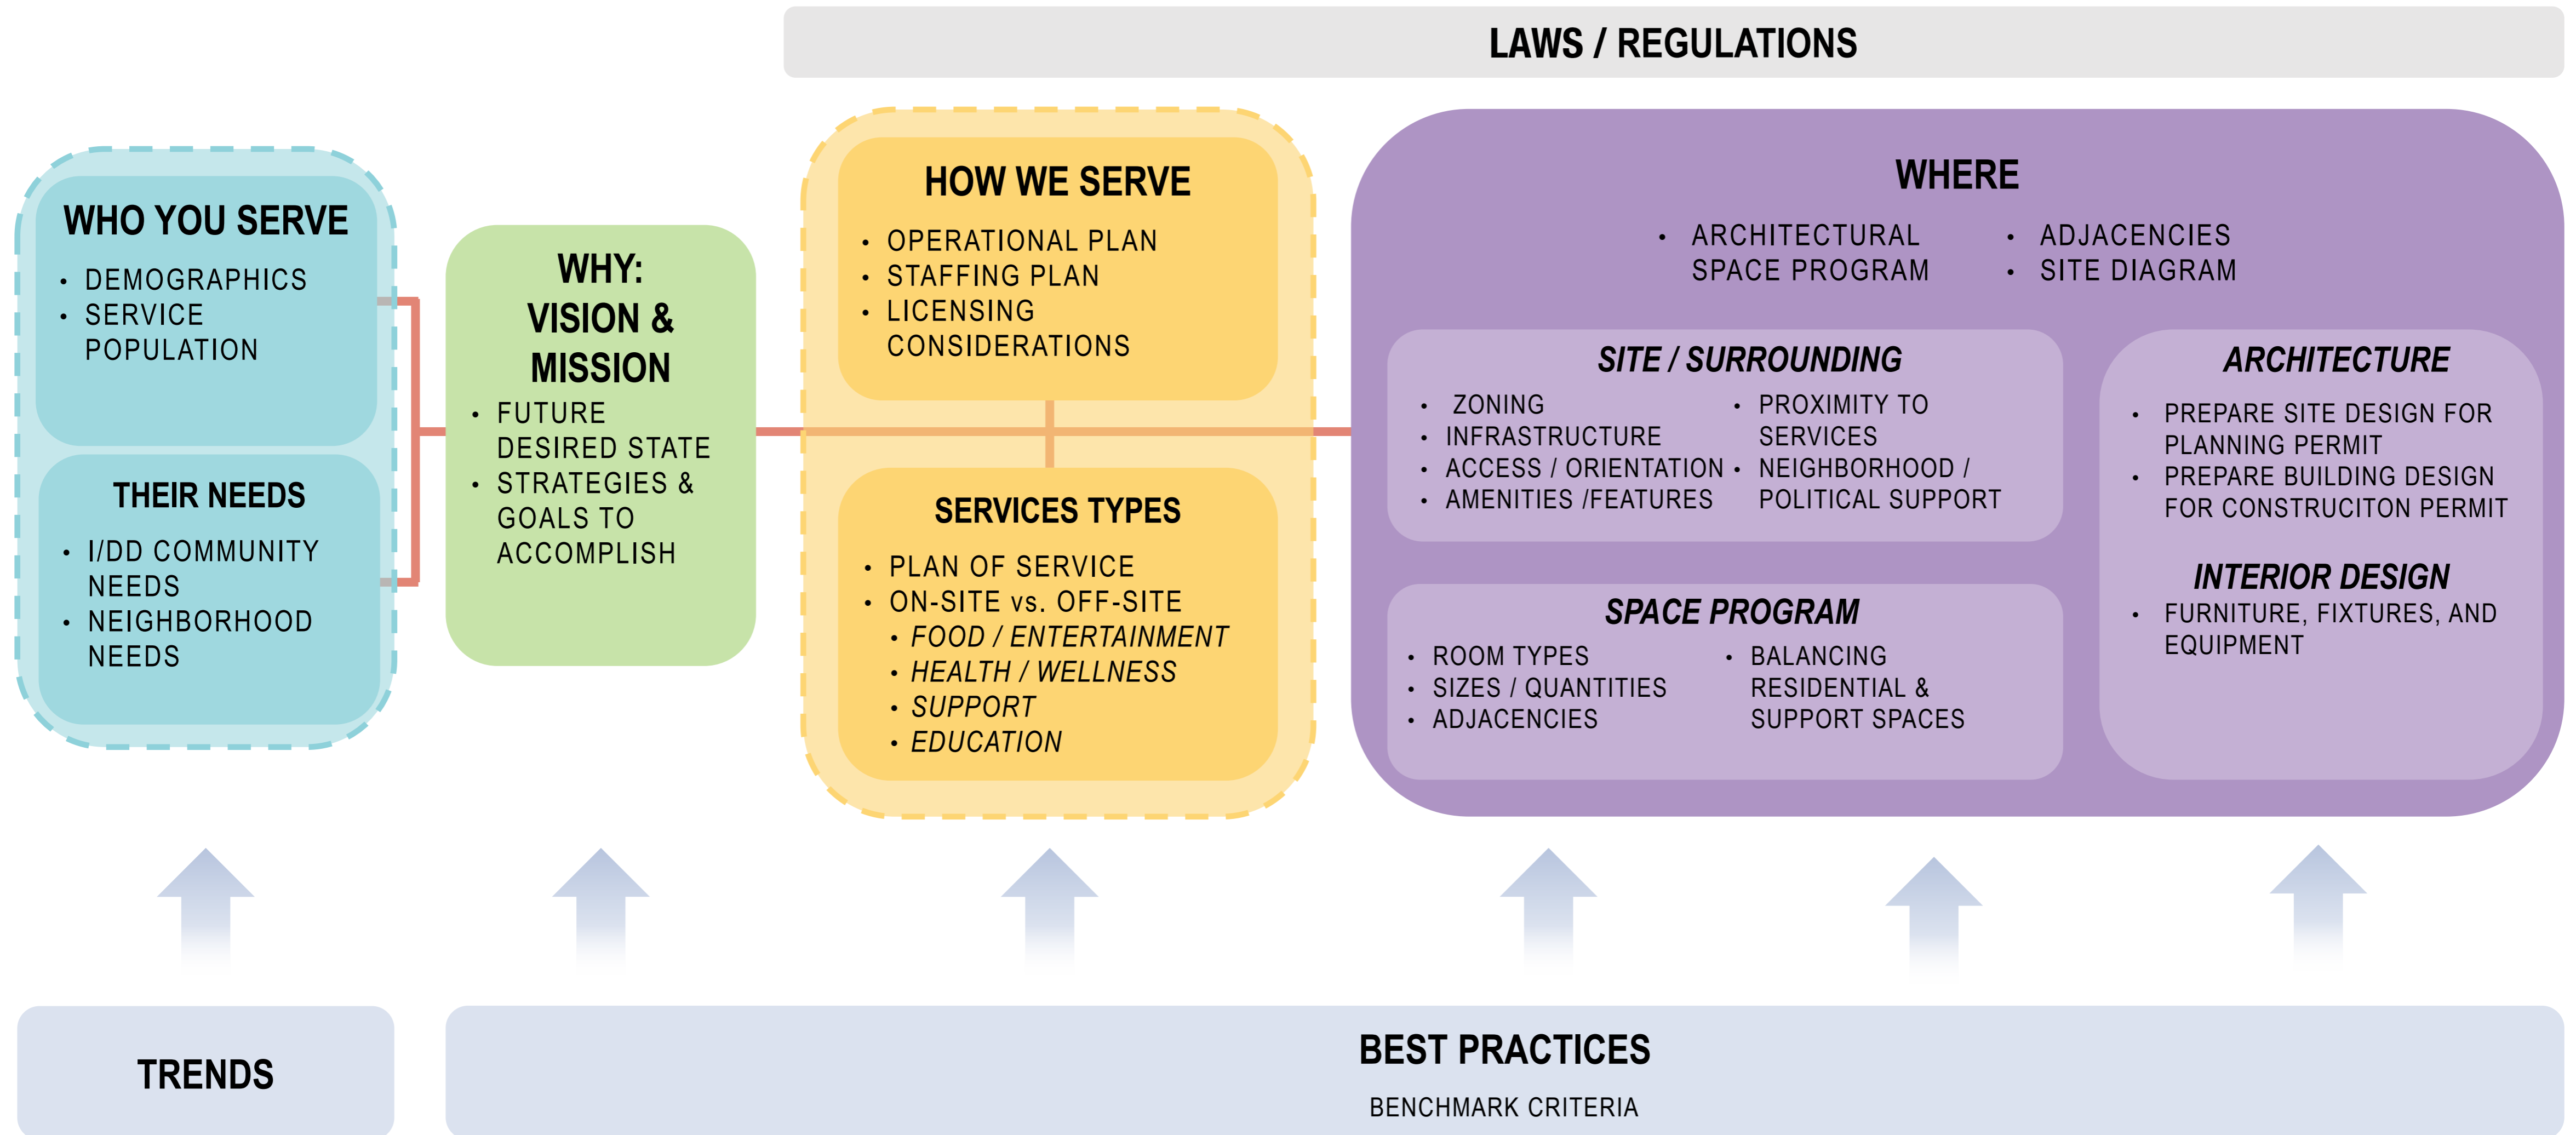 LAWS / REGULATIONS
WHO YOU SERVE
• DEMOGRAPHICS
• SERVICE
POPULATION
THEIR NEEDS
• I/DD COMMUNITY
NEEDS
• NEIGHBORHOOD
NEEDS
WHY:
VISION &
MISSION
• FUTURE
DESIRED STATE
• STRATEGIES &
GOALS TO
ACCOMPLISH
HOW WE SERVE
• OPERATIONAL PLAN
• STAFFING PLAN
• LICENSING
CONSIDERATIONS
SERVICES TYPES
• PLAN OF SERVICE
• ON-SITE vs. OFF-SITE
• FOOD / ENTERTAINMENT
• HEALTH / WELLNESS
• SUPPORT
• EDUCATION
WHERE
• ARCHITECTURAL
SPACE PROGRAM
• ADJACENCIES
• SITE DIAGRAM
SITE / SURROUNDING
• ZONING
• INFRASTRUCTURE
• ACCESS / ORIENTATION
• AMENITIES /FEATURES
• PROXIMITY TO
SERVICES
• NEIGHBORHOOD /
POLITICAL SUPPORT
SPACE PROGRAM
• ROOM TYPES
• SIZES / QUANTITIES
• ADJACENCIES
• BALANCING
RESIDENTIAL &
SUPPORT SPACES
ARCHITECTURE
• PREPARE SITE DESIGN FOR
PLANNING PERMIT
• PREPARE BUILDING DESIGN
FOR CONSTRUCITON PERMIT
INTERIOR DESIGN
• FURNITURE, FIXTURES, AND
EQUIPMENT
TRENDS
BEST PRACTICES
BENCHMARK CRITERIA